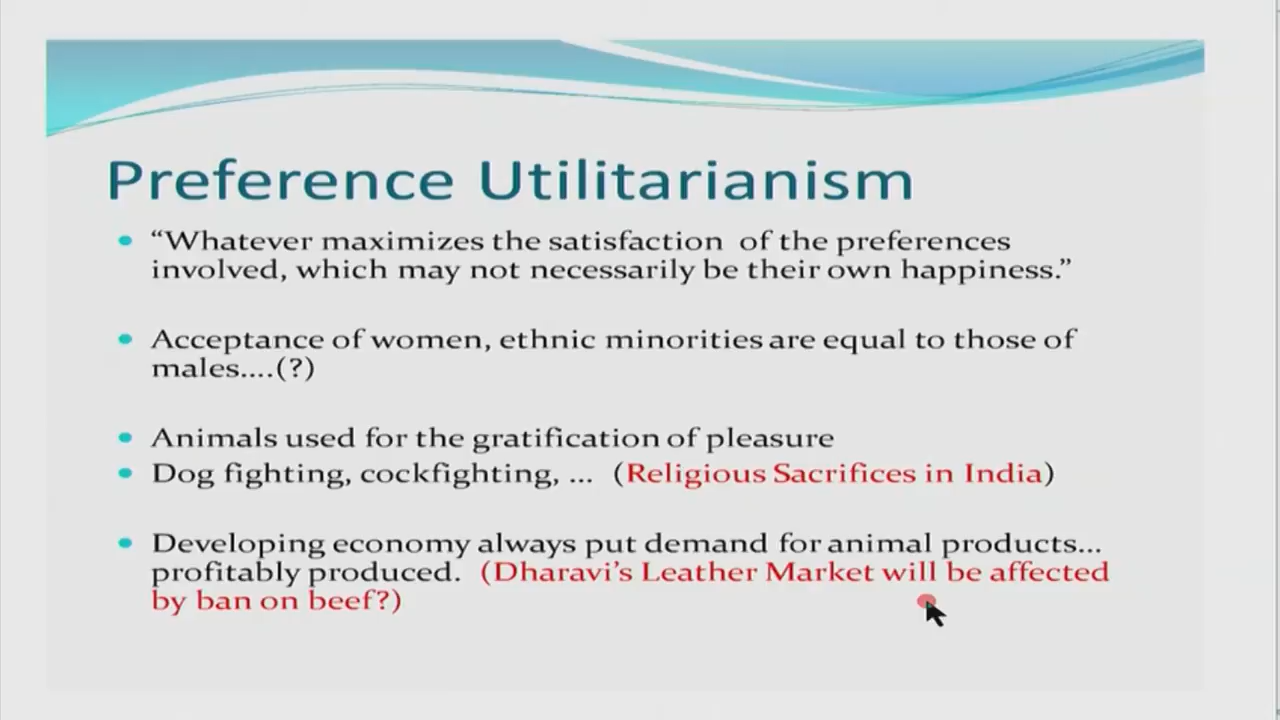 Preference Utilitarianism
“Whatever maximizes the satisfaction of the preferences
involved, which may not necessarily be their own happiness.”
Acceptance of women, ethnic minorities are equal to those of
males....(?)
Animals used for the gratification of pleasure
Dog fighting, cockfighting, ... (Religious Sacrifices in India)
Developing economy always put demand for animal products...
profitably produced. (Dharavi’s Leather Market will be affected
by ban on beef?)